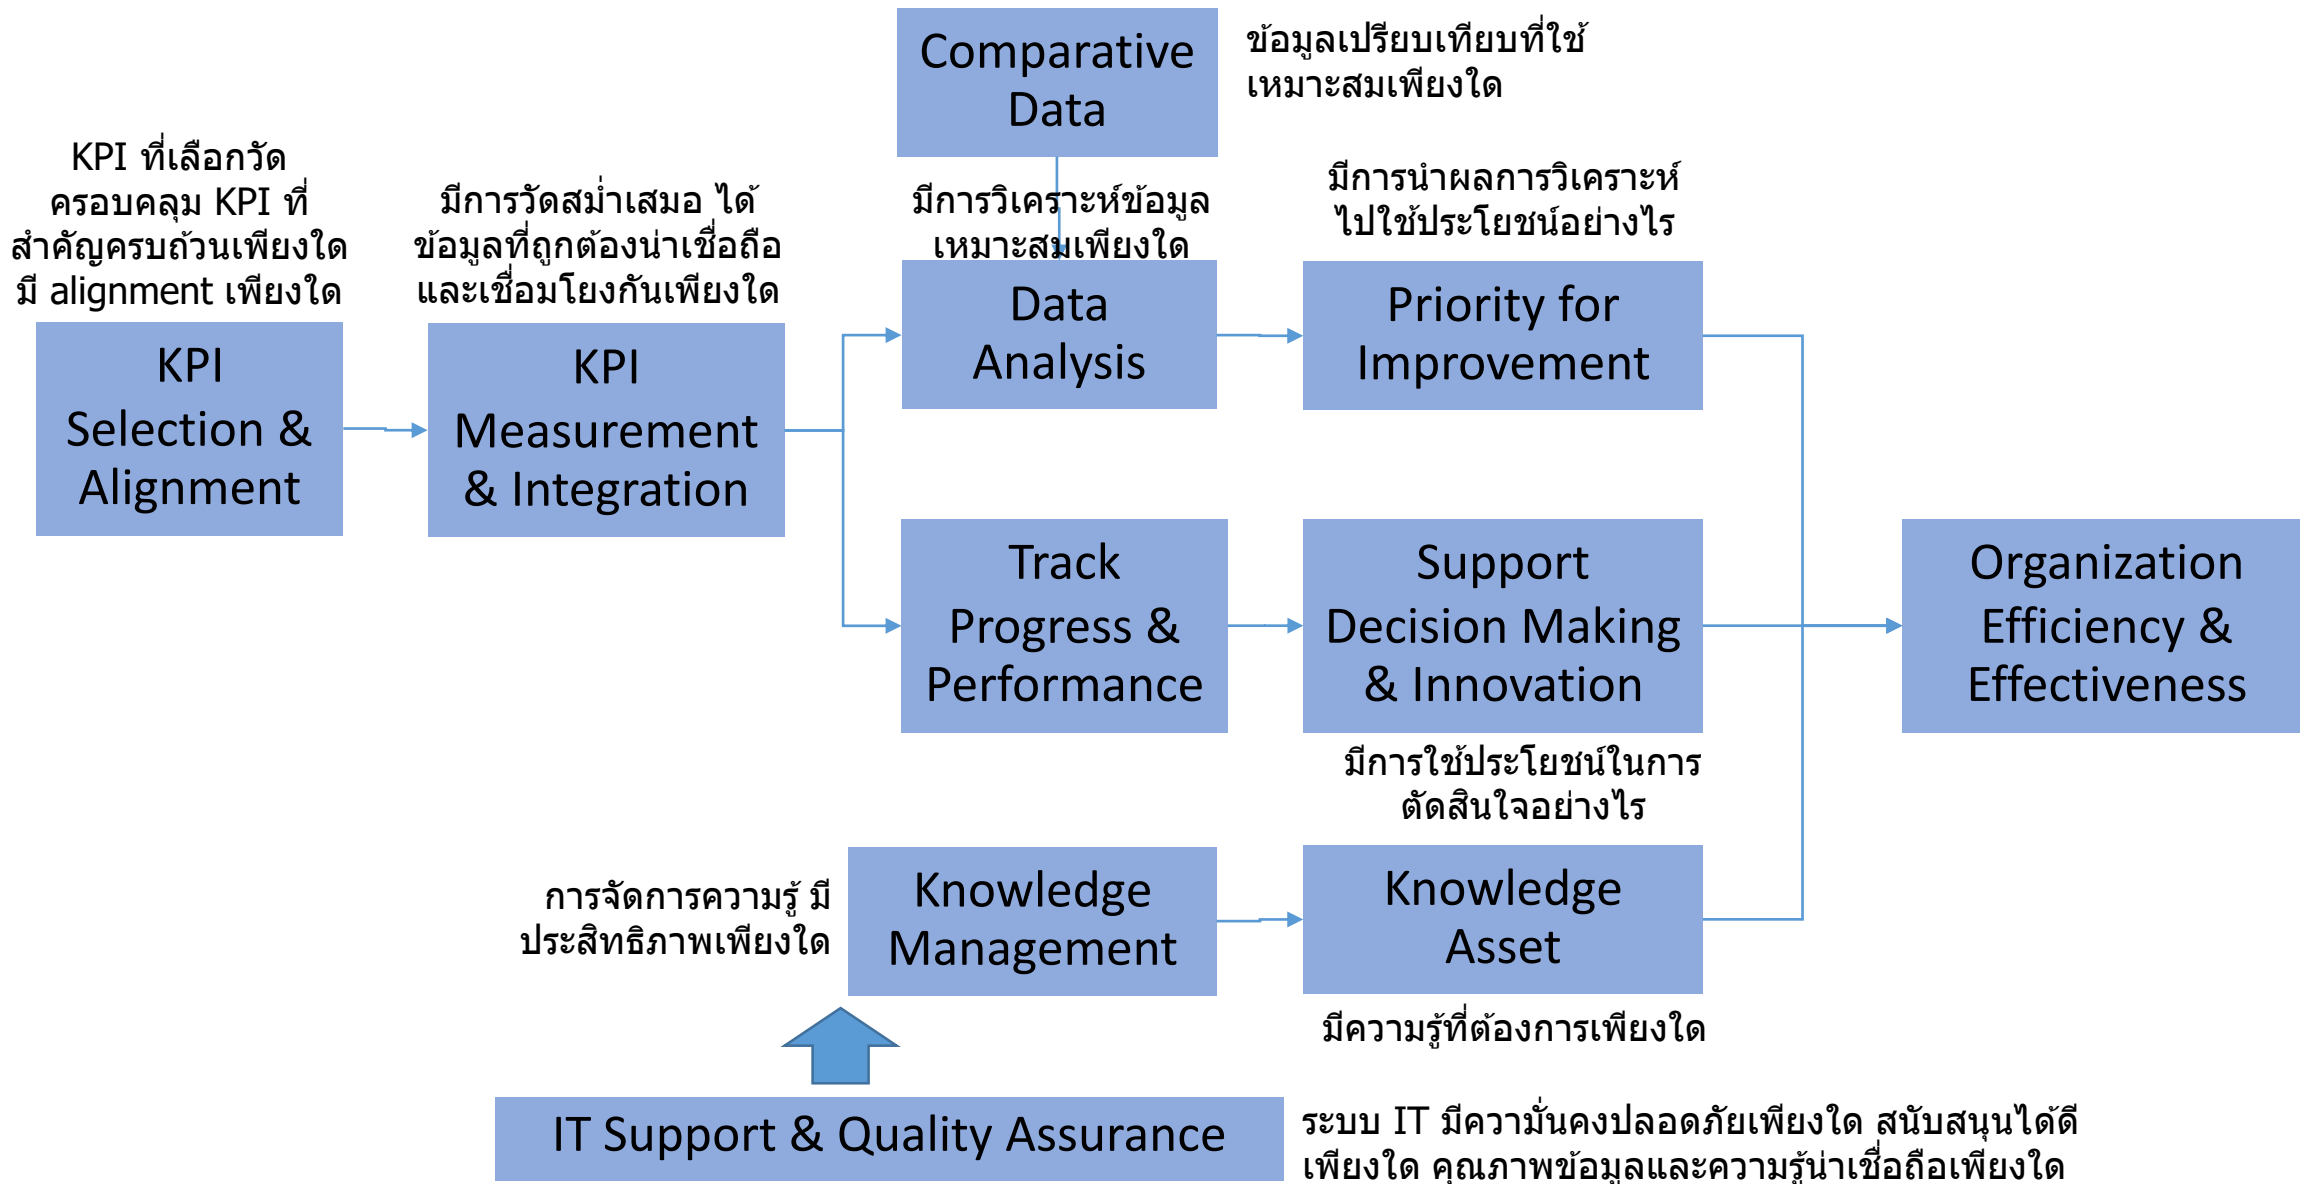 Comparative
Data
ข้อมูลเปรียบเทียบที่ใช้
เหมาะสมเพียงใด
KPI ที่เลือกวัด
ครอบคลุม KPI ที่
สำคัญครบถ้วนเพียงใด
มี alignment เพียงใด
มีการวัดสม่ำเสมอ ได้
ข้อมูลที่ถูกต้องน่าเชื่อถือ
และเชื่อมโยงกันเพียงใด
มีการวิเคราะห์ข้อมูล
เหมาะสมเพียงใด
มีการนำผลการวิเคราะห์
ไปใช้ประโยชน์อย่างไร
KPI
Selection &
Alignment
KPI
Measurement
& Integration
Data
Analysis
Priority for
Improvement
Track
Progress &
Performance
Support
Decision Making
& Innovation
Organization
Efficiency &
Effectiveness
มีการใช้ประโยชน์ในการ
ตัดสินใจอย่างไร
การจัดการความรู้ มี
ประสิทธิภาพเพียงใด
Knowledge
Management
Knowledge
Asset
มีความรู้ที่ต้องการเพียงใด
IT Support & Quality Assurance
ระบบ IT มีความั่นคงปลอดภัยเพียงใด สนับสนุนได้ดี
เพียงใด คุณภาพข้อมูลและความรู้น่าเชื่อถือเพียงใด